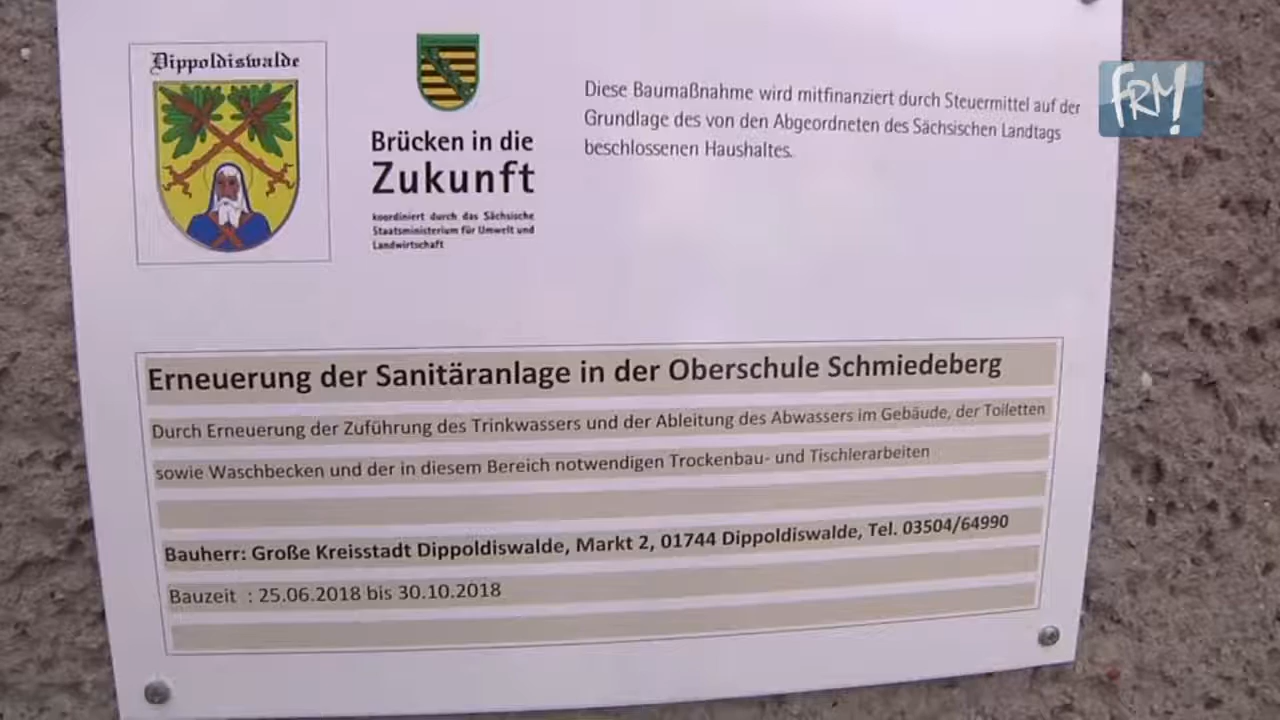 Dippoldiswalde
Brücken in die
Zukunft
koordiniert durch das Sächsische
Staatsministerium für Umwelt und
Landwirtschaft
Diese Baumaßnahme wird mitfinanziert durch Steuermittel auf der
Grundlage des von den Abgeordneten des Sächsischen Landtags
beschlossenen Haushaltes.
FRM!
Erneuerung der Sanitäranlage in der Oberschule Schmiedeberg
Durch Erneuerung der Zuführung des Trinkwassers und der Ableitung des Abwassers im Gebäude, der Toiletten
sowie Waschbecken und der in diesem Bereich notwendigen Trockenbau- und Tischlerarbeiten
Bauherr: Große Kreisstadt Dippoldiswalde, Markt 2, 01744 Dippoldiswalde, Tel. 03504/64990
Bauzeit : 25.06.2018 bis 30.10.2018